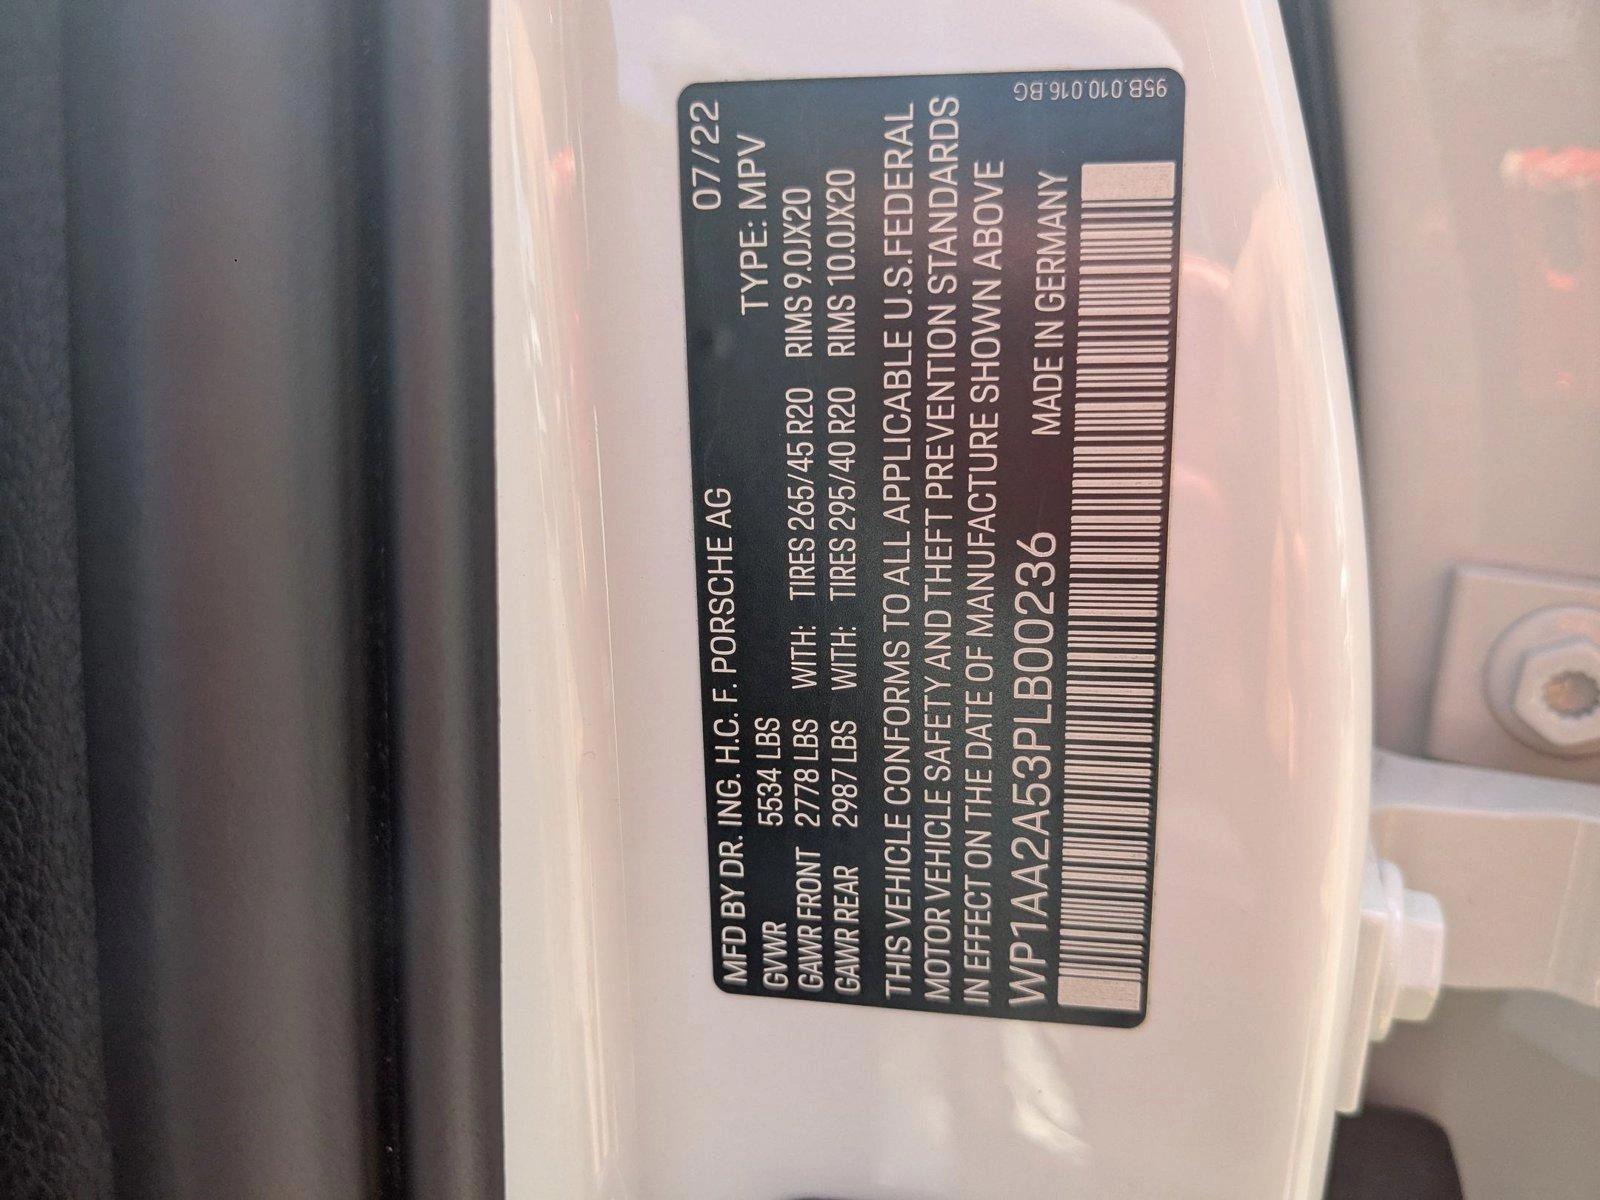 95B.010.016.BG
MFD BY DR. ING. H.C. F. PORSCHE AG 07/22
GVWR 5534 LBS TYPE: MPV
GAWR FRONT 2778 LBS WITH: TIRES 265/45 R20 RIMS 9.0JX20
GAWR REAR 2987 LBS WITH: TIRES 295/40 R20 RIMS 10.0JX20
THIS VEHICLE CONFORMS TO ALL APPLICABLE U.S.FEDERAL
MOTOR VEHICLE SAFETY AND THEFT PREVENTION STANDARDS
IN EFFECT ON THE DATE OF MANUFACTURE SHOWN ABOVE
WP1AA2A53PLB00236 MADE IN GERMANY